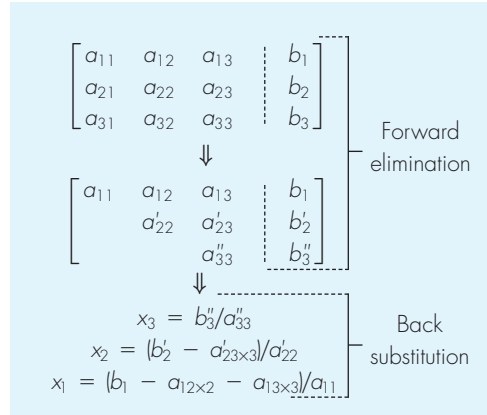 a₁₁ a₁₂ a₁₃ b₁
a₂₁ a₂₂ a₂₃ b₂
a₃₁ a₃₂ a₃₃ b₃
⇓
Forward
elimination
a₁₁ a₁₂ a₁₃ b₁
a′₂₂ a′₂₃ b′₂
a″₃₃ b″₃
⇓
x₃ = b″₃/a″₃₃
x₂ = (b′₂ − a′₂₃ₓ₃)/a′₂₂
x₁ = (b₁ − a₁₂ₓ₂ − a₁₃ₓ₃)/a₁₁
Back
substitution